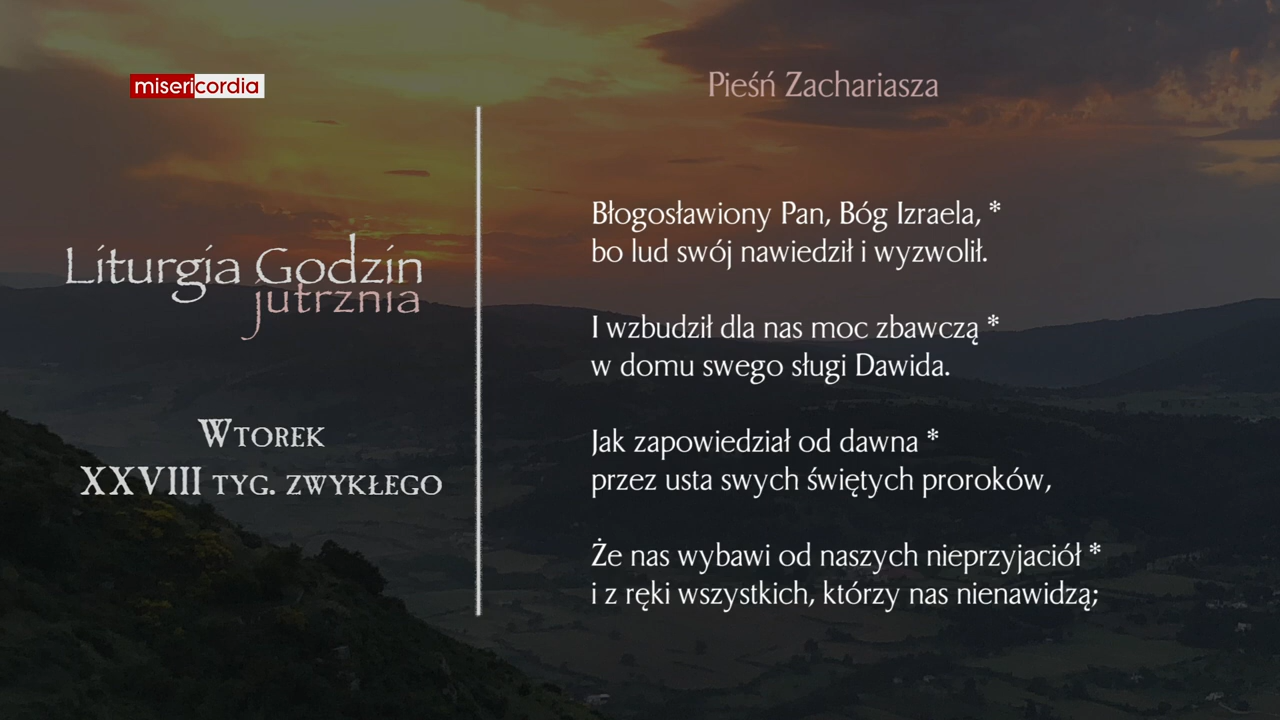 misericordia
Liturgia Godzin
jutrznia
Wtorek
XXVIII tyg. zwykłego
Pieśń Zachariasza
Błogosławiony Pan, Bóg Izraela, *
bo lud swój nawiedził i wyzwolił.
I wzbudził dla nas moc zbawczą *
w domu swego sługi Dawida.
Jak zapowiedział od dawna *
przez usta swych świętych proroków,
Że nas wybawi od naszych nieprzyjaciół *
i z ręki wszystkich, którzy nas nienawidzą;